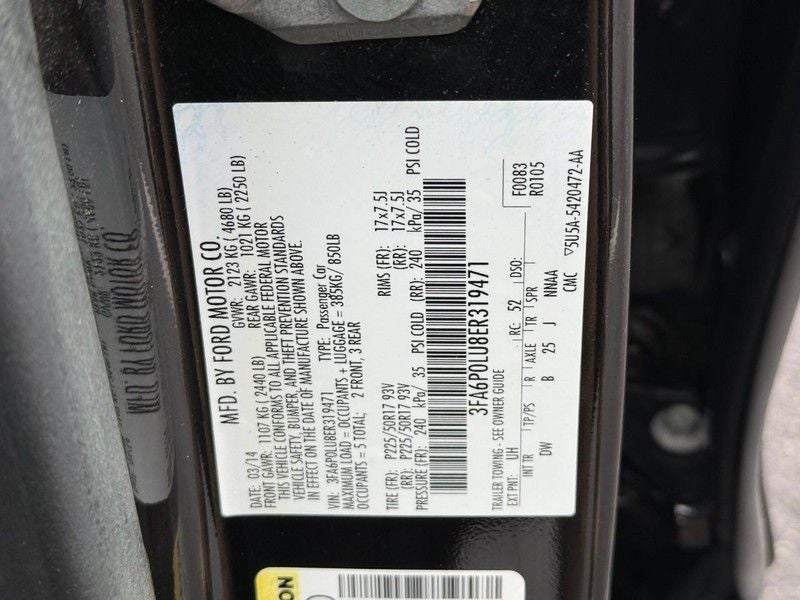 MFD. BY FORD MOTOR CO.
DATE: 03/14 GVWR: 2123 KG ( 4680 LB)
FRONT GAWR: 1107 KG ( 2440 LB) REAR GAWR: 1021 KG ( 2250 LB)
THIS VEHICLE CONFORMS TO ALL APPLICABLE FEDERAL MOTOR
VEHICLE SAFETY, BUMPER, AND THEFT PREVENTION STANDARDS
IN EFFECT ON THE DATE OF MANUFACTURE SHOWN ABOVE.
VIN: 3FA6P0LU8ER319471 TYPE: Passenger Car
MAXIMUM LOAD = OCCUPANTS + LUGGAGE = 385KG/ 850LB
OCCUPANTS = 5 TOTAL: 2 FRONT, 3 REAR
TIRE (FR): P225/50R17 93V RIMS (FR): 17x7.5J
(RR): P225/50R17 93V (RR): 17x7.5J
PRESSURE (FR): 240 kPa/ 35 PSI COLD (RR): 240 kPa/ 35 PSI COLD
3FA6P0LU8ER319471
TRAILER TOWING - SEE OWNER GUIDE F0083
EXT PNT: UH RC: 52 DSO: R0105
INT TR TP/PS R AXLE TR SPR
DW B 25 J NNAA
CMC ▽5U5A-5420472-AA
MFD. BY FORD MOTOR CO
ON